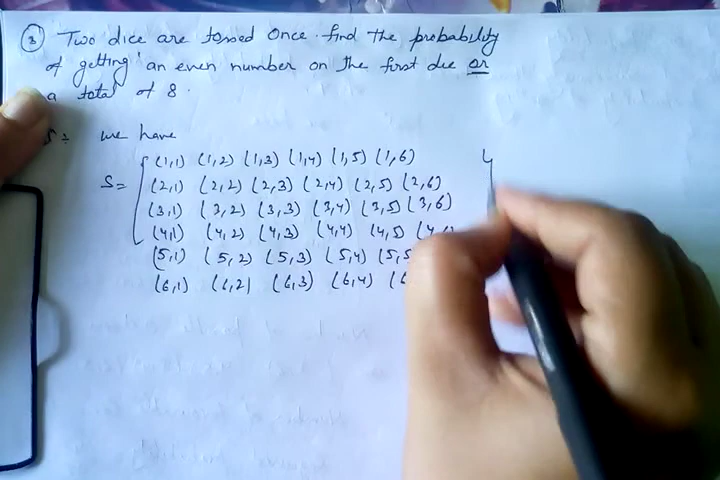 (3) Two dice are tossed once. find the probability
of getting an even number on the first die or
a total of 8.
we have
S= { (1,1) (1,2) (1,3) (1,4) (1,5) (1,6)
(2,1) (2,2) (2,3) (2,4) (2,5) (2,6)
(3,1) (3,2) (3,3) (3,4) (3,5) (3,6)
(4,1) (4,2) (4,3) (4,4) (4,5) (4,
(5,1) (5,2) (5,3) (5,4) (5,5
(6,1) (6,2) (6,3) (6,4) (6